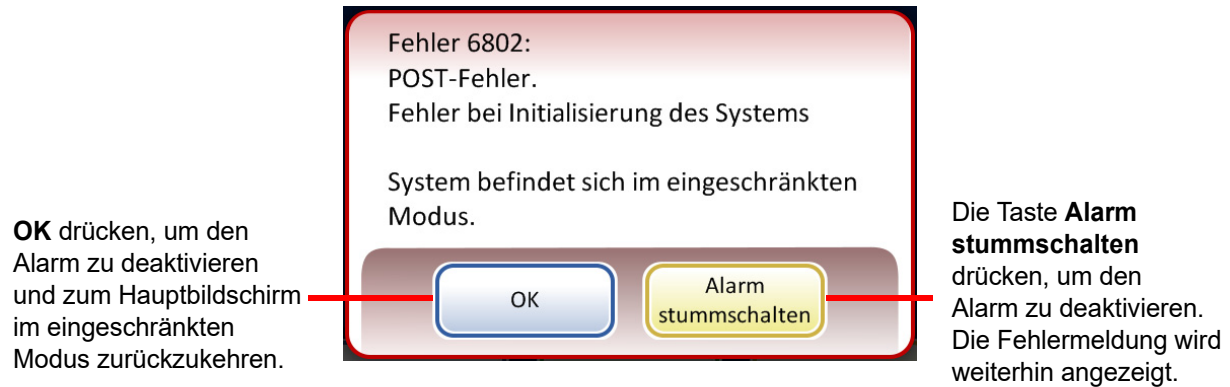 Fehler 6802:
POST-Fehler.
Fehler bei Initialisierung des Systems
System befindet sich im eingeschränkten
Modus.
OK
Alarm
stummschalten
OK drücken, um den
Alarm zu deaktivieren
und zum Hauptbildschirm
im eingeschränkten
Modus zurückzukehren.
Die Taste Alarm
stummschalten
drücken, um den
Alarm zu deaktivieren.
Die Fehlermeldung wird
weiterhin angezeigt.